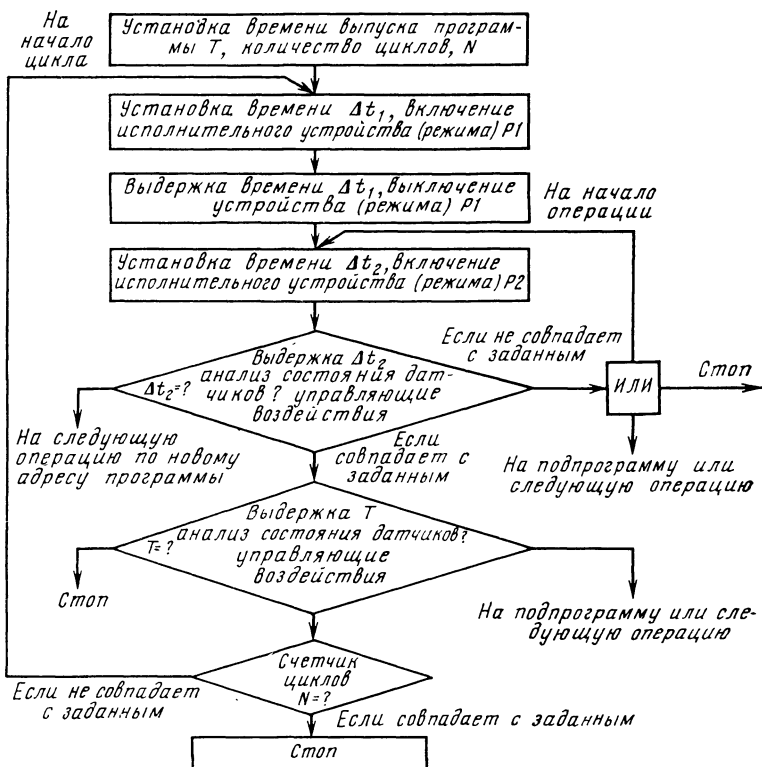 На
начало
цикла
Установка времени выпуска програм-
мы T, количество циклов, N
Установка времени Δt₁, включение
исполнительного устройства (режима) P1
Выдержка времени Δt₁, выключение
устройства (режима) P1
На начало
операции
Установка времени Δt₂, включение
исполнительного устройства (режима) P2
Выдержка Δt₂
анализ состояния дат-
Δt₂=? чиков? управляющие
воздействия
Если не совпадает
с заданным
ИЛИ
Стоп
На следующую
операцию по новому
адресу программы
Если
совпадает с
заданным
На подпрограмму или
следующую операцию
Выдержка T
анализ состояния датчиков?
T=? управляющие
воздействия
Стоп
На подпрограмму или сле-
дующую операцию
Счетчик
циклов
N=?
Если не совпадает
с заданным
Если совпадает с заданным
Стоп